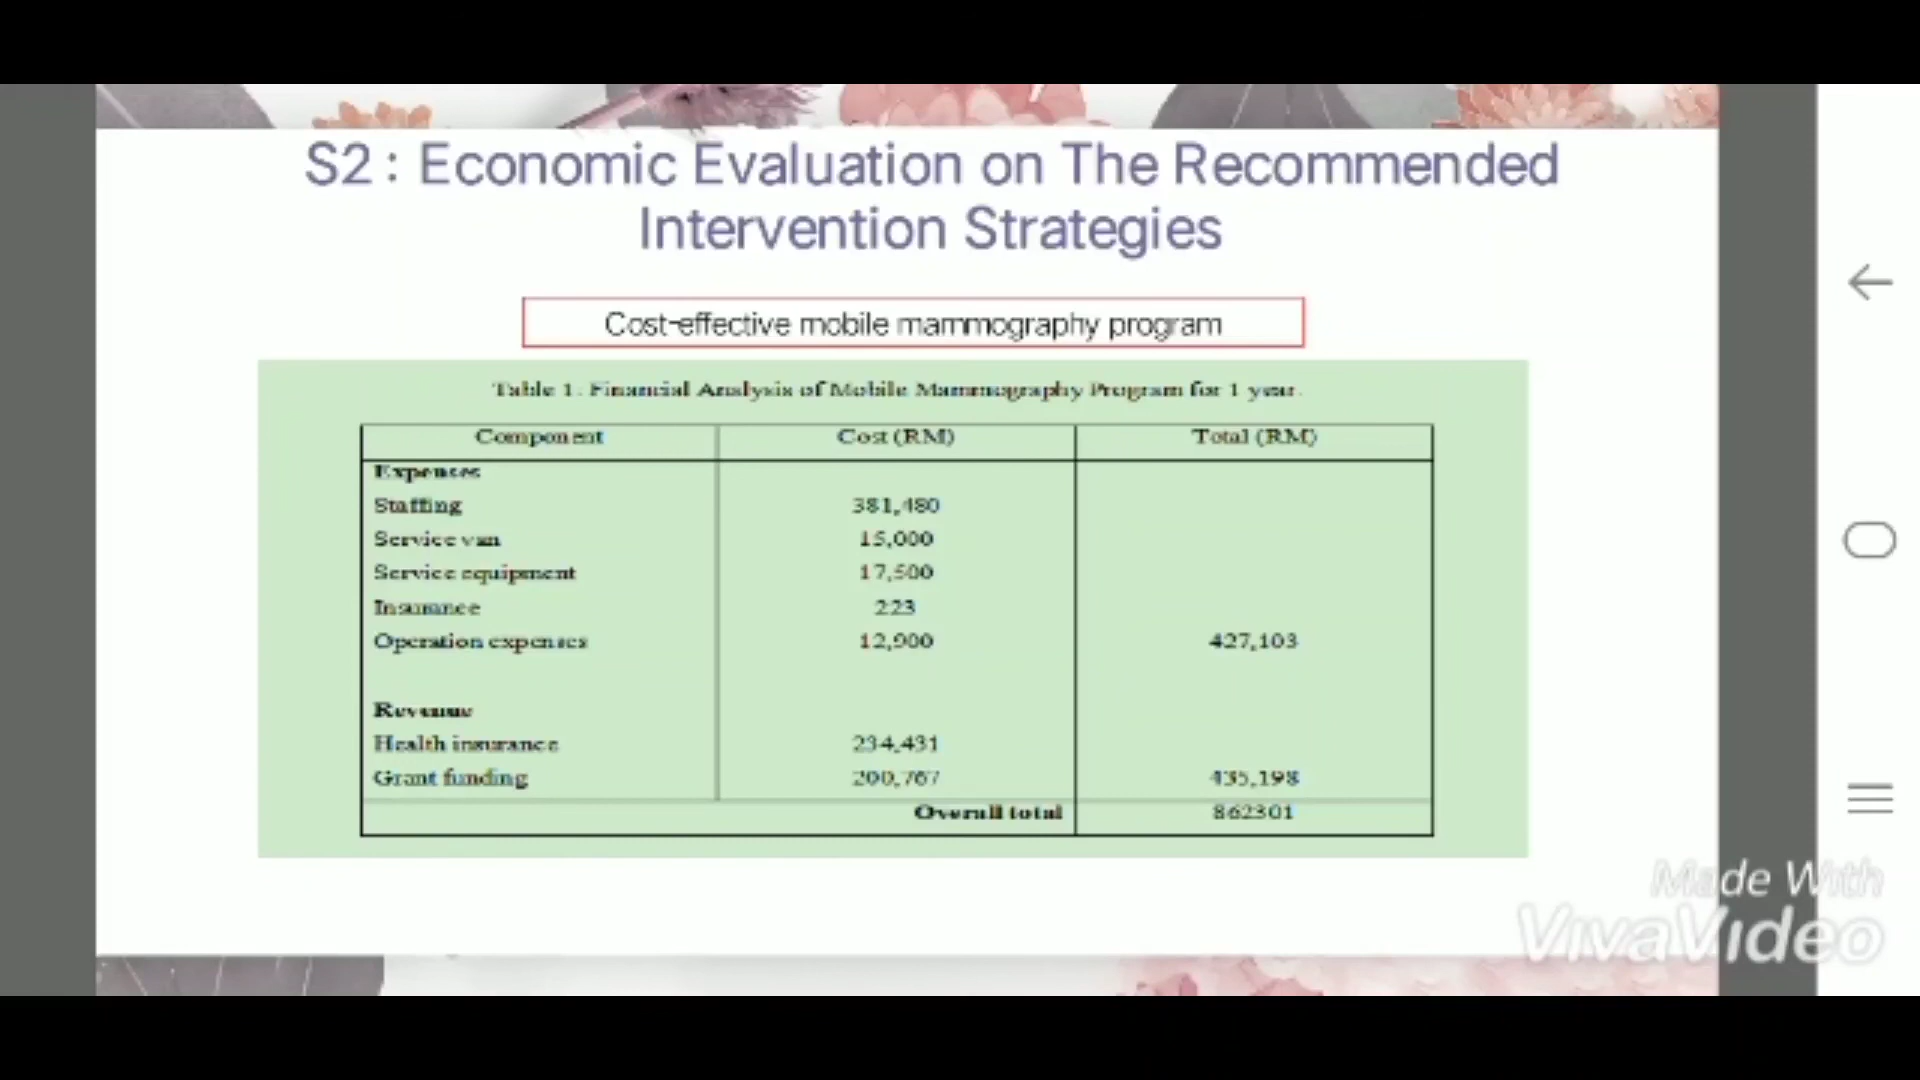 S2 : Economic Evaluation on The Recommended
Intervention Strategies
Cost-effective mobile mammography program
Table 1. Financial Analysis of Mobile Mammography Program for 1 year.
Component Cost (RM) Total (RM)
Expenses
Staffing 381,480
Service van 15,000
Service equipment 17,500
Insurance 223
Operation expenses 12,900 427,103
Revenue
Health insurance 234,431
Grant funding 200,767 435,198
Overall total 862301
Made With
VivaVideo